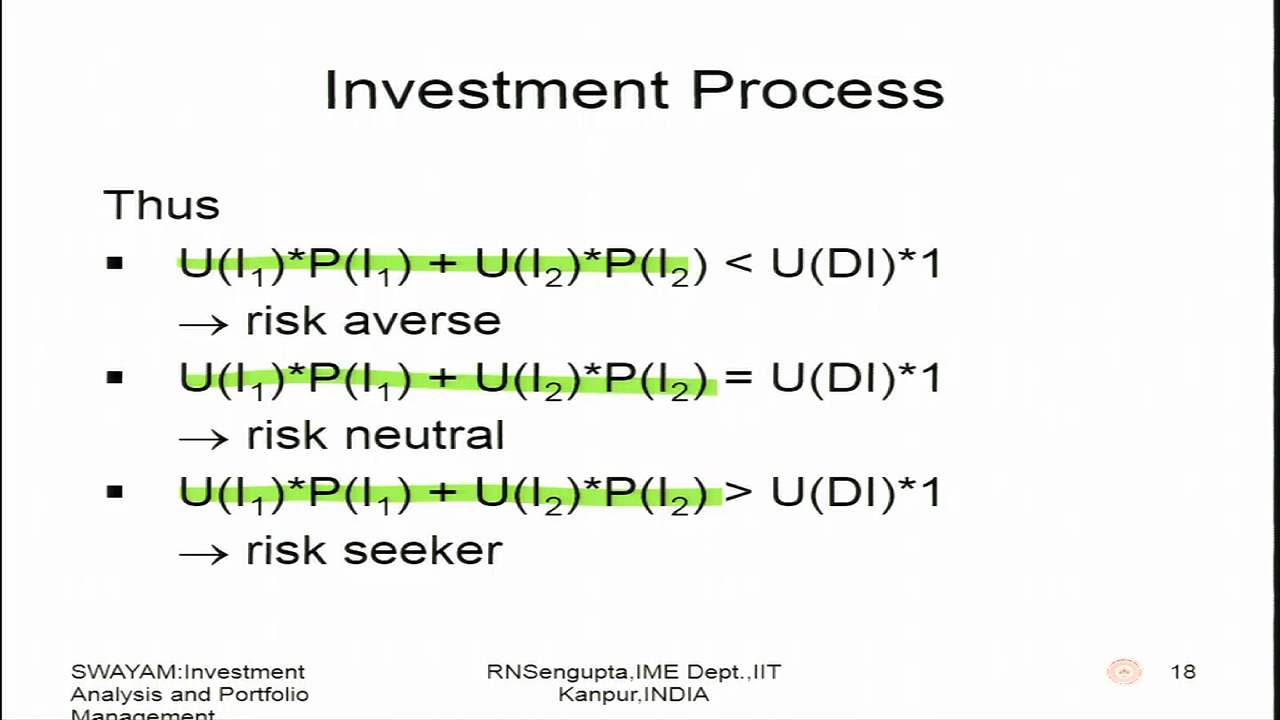 Investment Process
Thus
▪ U(I₁)*P(I₁) + U(I₂)*P(I₂) < U(DI)*1
→ risk averse
▪ U(I₁)*P(I₁) + U(I₂)*P(I₂) = U(DI)*1
→ risk neutral
▪ U(I₁)*P(I₁) + U(I₂)*P(I₂) > U(DI)*1
→ risk seeker
SWAYAM:Investment
Analysis and Portfolio
Management
RNSengupta,IME Dept.,IIT
Kanpur,INDIA
18